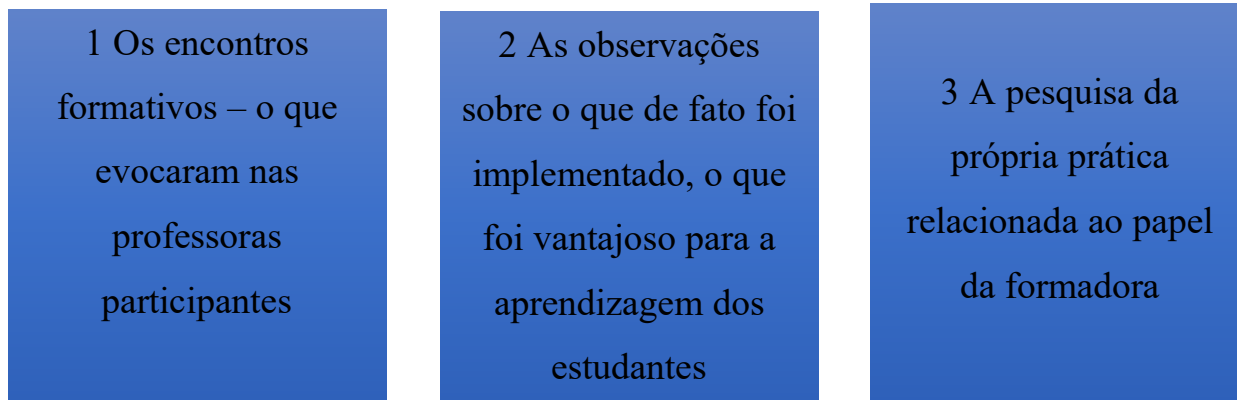 1 Os encontros
formativos – o que
evocaram nas
professoras
participantes
2 As observações
sobre o que de fato foi
implementado, o que
foi vantajoso para a
aprendizagem dos
estudantes
3 A pesquisa da
própria prática
relacionada ao papel
da formadora